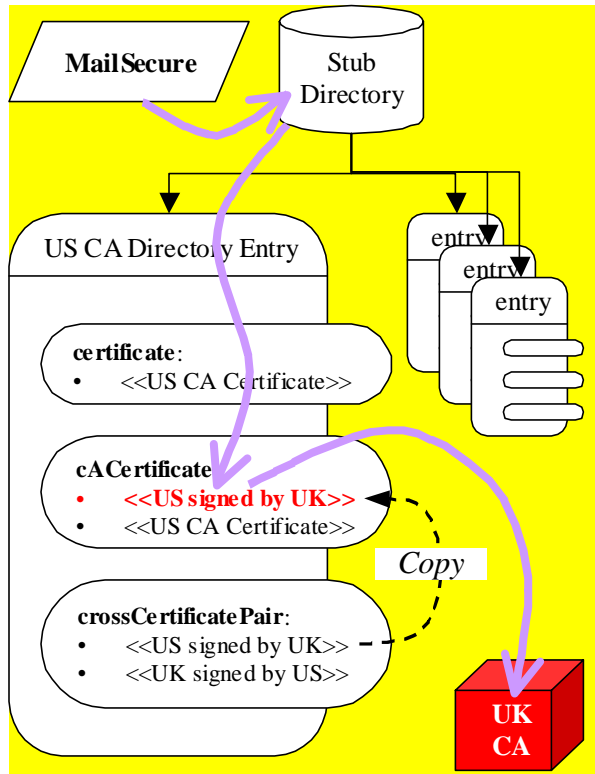 MailSecure
Stub
Directory
US CA Directory Entry
entry
entry
entry
certificate:
• <<US CA Certificate>>
cACertificate
• <<US signed by UK>>
• <<US CA Certificate>>
Copy
crossCertificatePair:
• <<US signed by UK>>
• <<UK signed by US>>
UK
CA